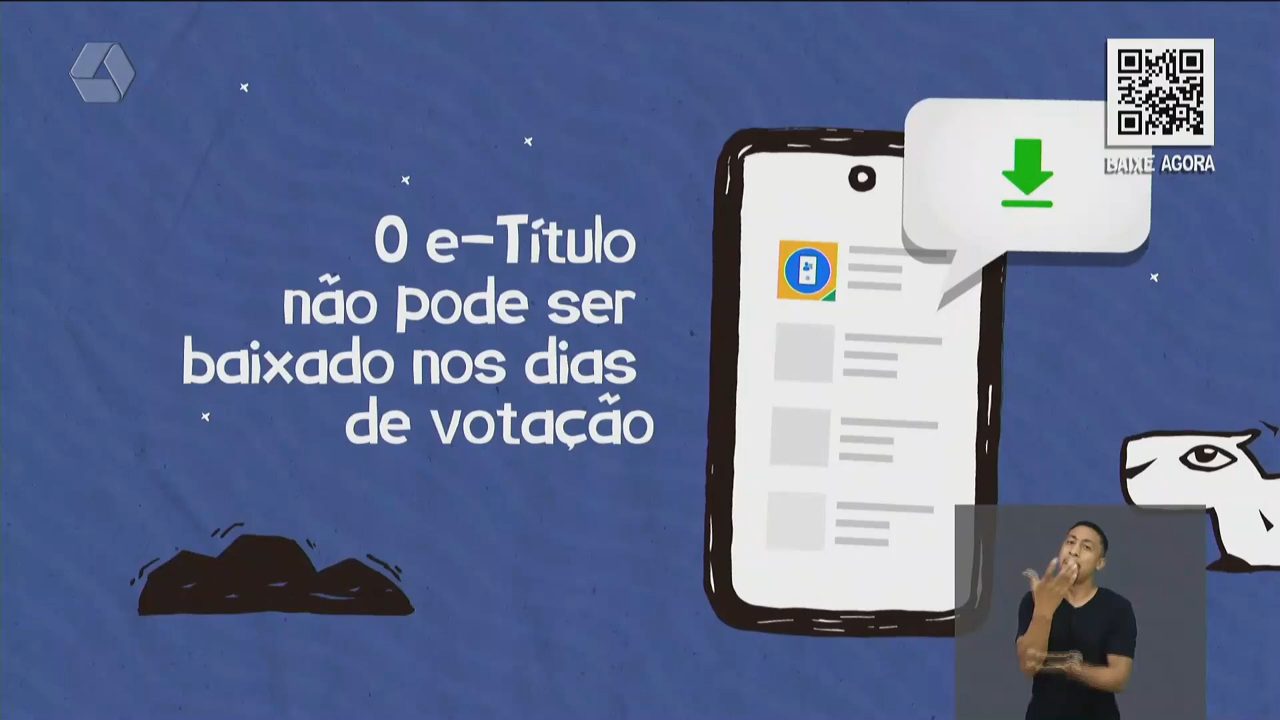 O e-Título
não pode ser
baixado nos dias
de votação
BAIXE AGORA